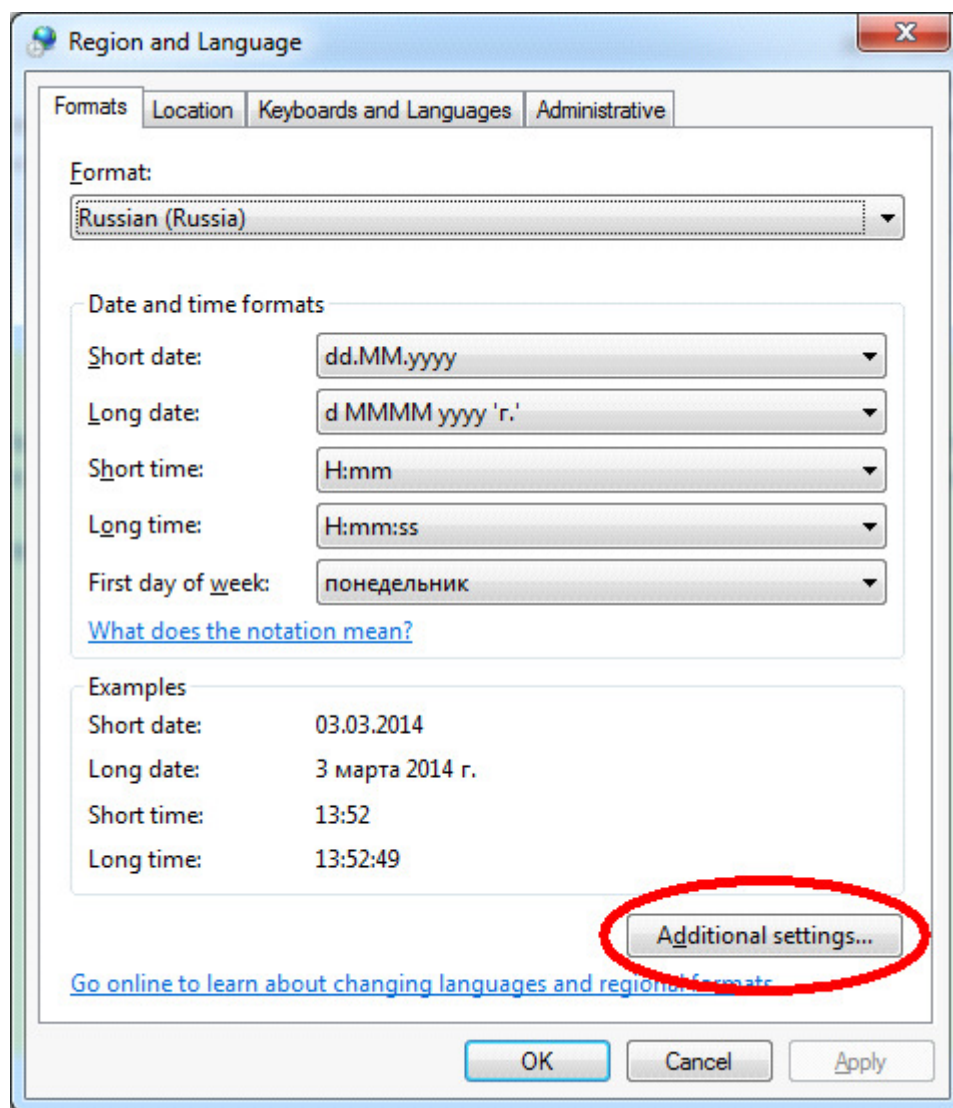 Region and Language
Formats Location Keyboards and Languages Administrative
Format:
Russian (Russia)
Date and time formats
Short date: dd.MM.yyyy
Long date: d MMMM yyyy 'г.'
Short time: H:mm
Long time: H:mm:ss
First day of week: понедельник
What does the notation mean?
Examples
Short date: 03.03.2014
Long date: 3 марта 2014 г.
Short time: 13:52
Long time: 13:52:49
Additional settings...
Go online to learn about changing languages and regional formats
OK Cancel Apply